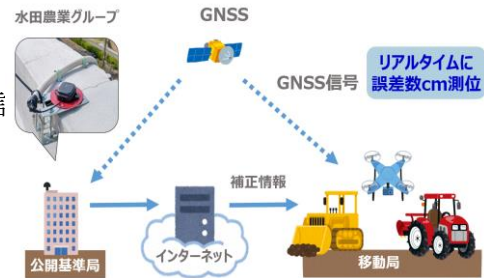 水田農業グループ
GNSS
GNSS信号
リアルタイムに
誤差数cm測位
信
補正情報
インターネット
公開基準局
移動局